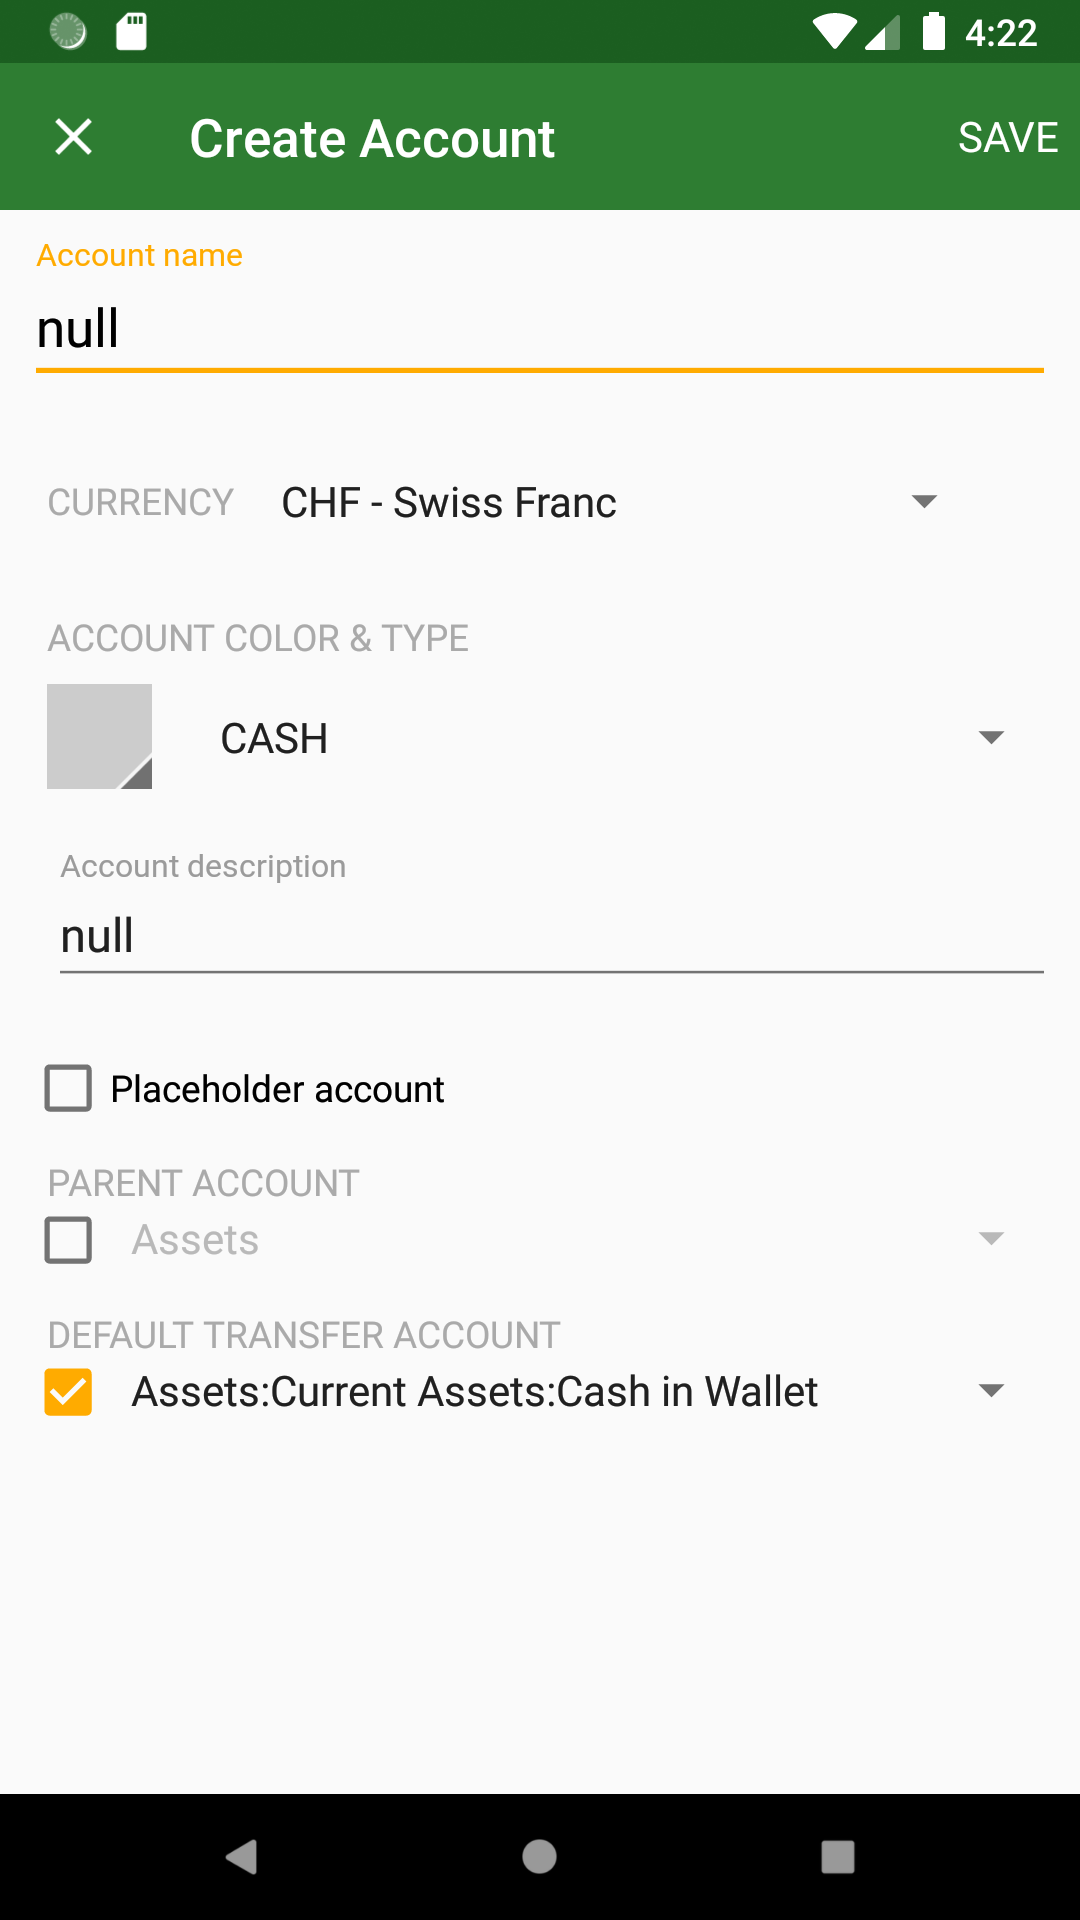 4:22
Create Account
SAVE
Account name
null
CURRENCY CHF - Swiss Franc
ACCOUNT COLOR & TYPE
CASH
Account description
null
Placeholder account
PARENT ACCOUNT
Assets
DEFAULT TRANSFER ACCOUNT
Assets:Current Assets:Cash in Wallet